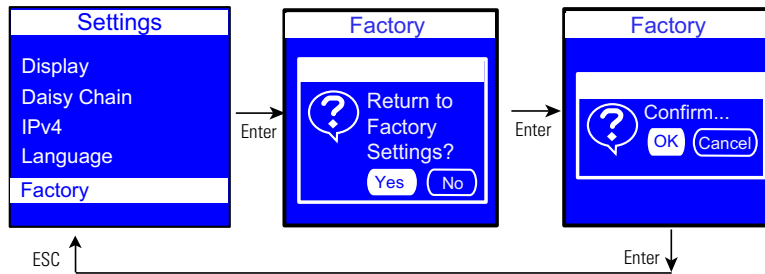 Settings
Display
Daisy Chain
IPv4
Language
Factory
Enter
Factory
?
Return to
Factory
Settings?
Yes
No
Enter
Factory
?
Confirm...
OK
Cancel
Enter
ESC